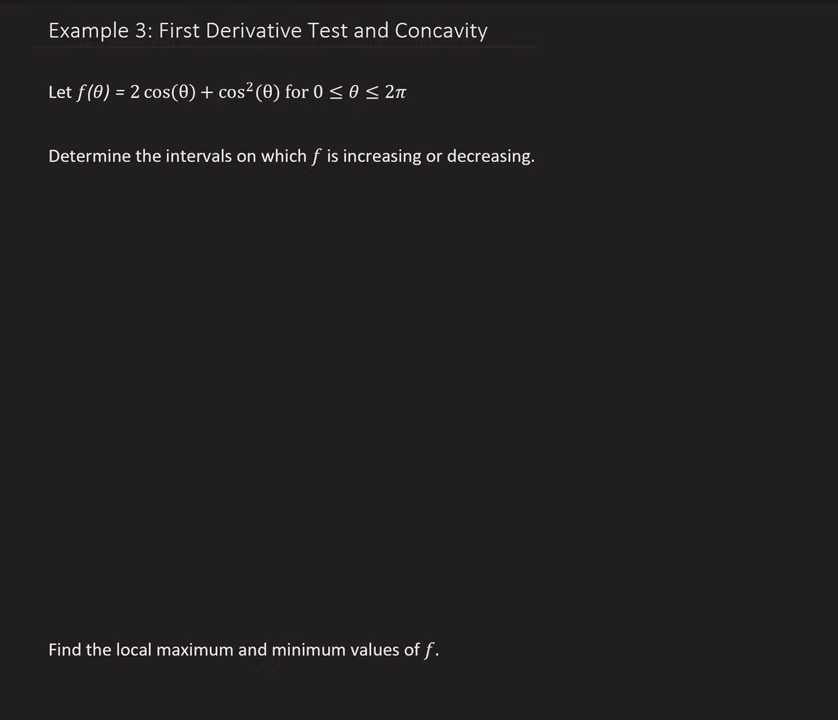 Example 3: First Derivative Test and Concavity
Let f(θ) = 2 cos(θ) + cos²(θ) for 0 ≤ θ ≤ 2π
Determine the intervals on which f is increasing or decreasing.
Find the local maximum and minimum values of f.